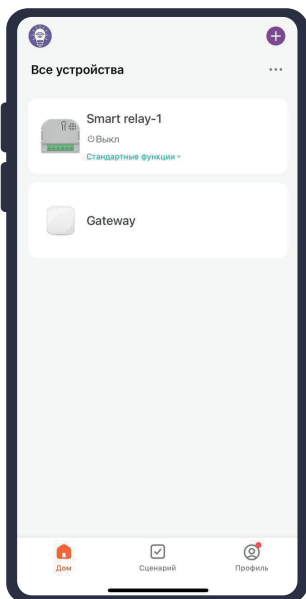 Все устройства
Smart relay-1
Выкл
Стандартные функции
Gateway
Дом
Сценарий
Профиль